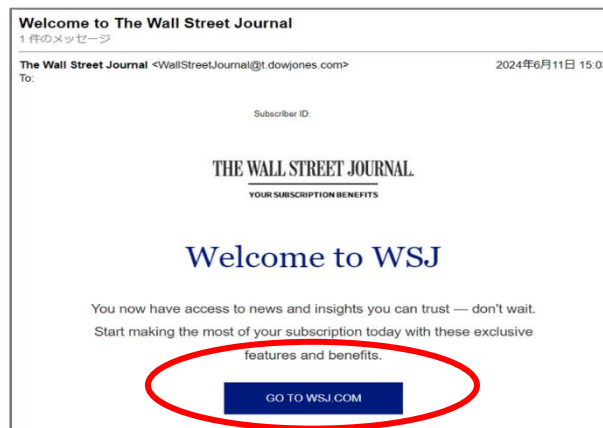 Welcome to The Wall Street Journal
1 件のメッセージ
The Wall Street Journal <WallStreetJournal@t.dowjones.com> 2024年6月11日 15:03
To:
Subscriber ID:
THE WALL STREET JOURNAL.
YOUR SUBSCRIPTION BENEFITS
Welcome to WSJ
You now have access to news and insights you can trust — don't wait.
Start making the most of your subscription today with these exclusive
features and benefits.
GO TO WSJ.COM